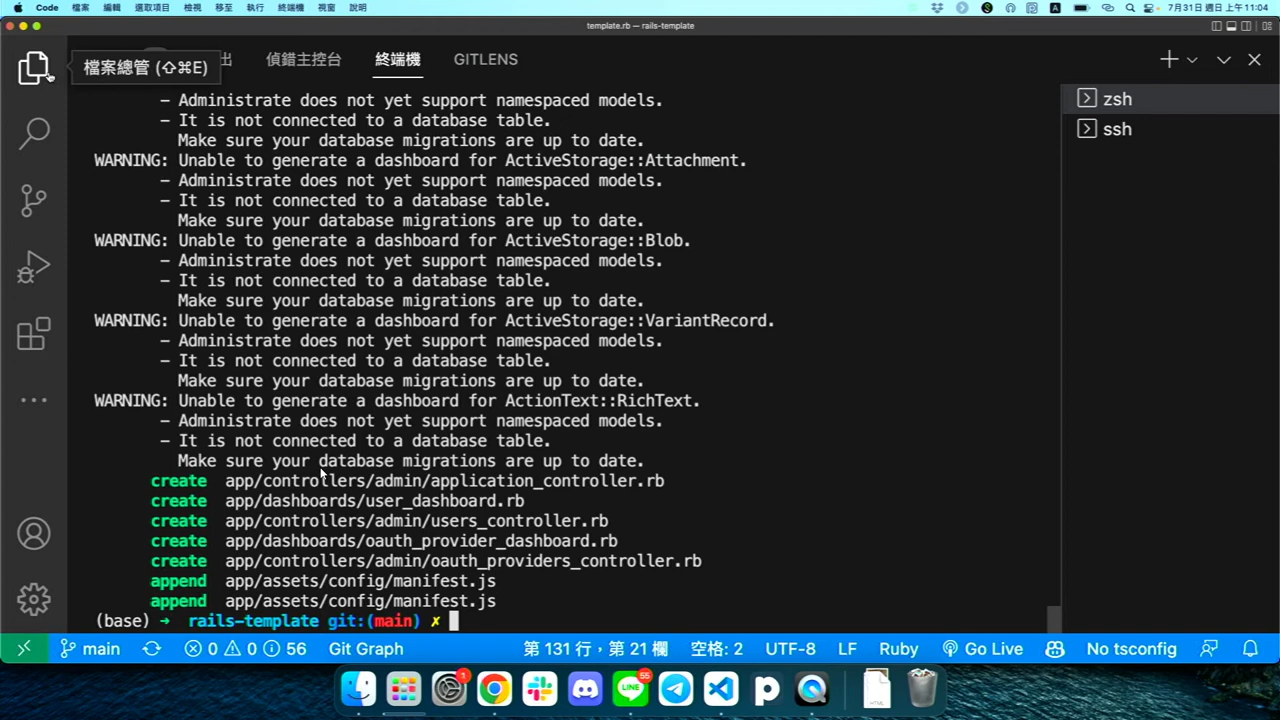 Code 檔案 編輯 選取項目 檢視 移至 執行 終端機 視窗 說明 A 7月31日 週日 上午11:04
template.rb — rails-template
檔案總管 (⇧⌘E) 出 偵錯主控台 終端機 GITLENS
– Administrate does not yet support namespaced models.
– It is not connected to a database table.
Make sure your database migrations are up to date.
WARNING: Unable to generate a dashboard for ActiveStorage::Attachment.
– Administrate does not yet support namespaced models.
– It is not connected to a database table.
Make sure your database migrations are up to date.
WARNING: Unable to generate a dashboard for ActiveStorage::Blob.
– Administrate does not yet support namespaced models.
– It is not connected to a database table.
Make sure your database migrations are up to date.
WARNING: Unable to generate a dashboard for ActiveStorage::VariantRecord.
– Administrate does not yet support namespaced models.
– It is not connected to a database table.
Make sure your database migrations are up to date.
WARNING: Unable to generate a dashboard for ActionText::RichText.
– Administrate does not yet support namespaced models.
– It is not connected to a database table.
Make sure your database migrations are up to date.
create app/controllers/admin/application_controller.rb
create app/dashboards/user_dashboard.rb
create app/controllers/admin/users_controller.rb
create app/dashboards/oauth_provider_dashboard.rb
create app/controllers/admin/oauth_providers_controller.rb
append app/assets/config/manifest.js
append app/assets/config/manifest.js
(base) ➜ rails-template git:(main) ✗
zsh
ssh
main 0 0 56 Git Graph 第 131 行，第 21 欄 空格: 2 UTF-8 LF Ruby Go Live No tsconfig
1 LINE 55 HTML